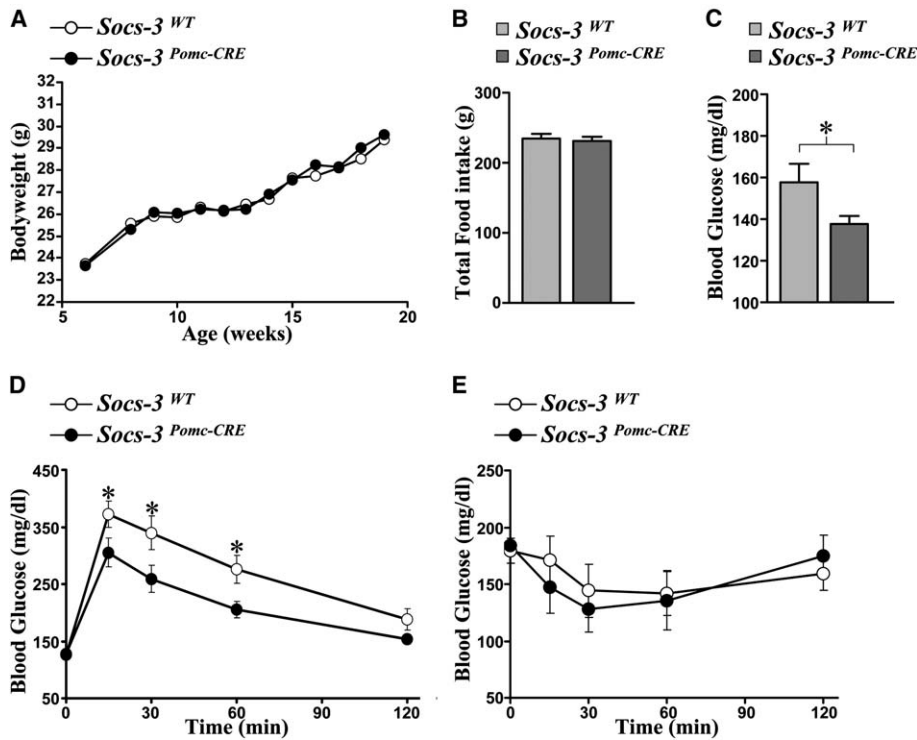 A
Socs-3 WT
Socs-3 Pomc-CRE
Bodyweight (g)
32
31
30
29
28
27
26
25
24
23
22
5 10 15 20
Age (weeks)
B
Socs-3 WT
Socs-3 Pomc-CRE
Total Food intake (g)
300
200
100
0
C
Socs-3 WT
Socs-3 Pomc-CRE
Blood Glucose (mg/dl)
200
180
160
140
120
100
*
D
Socs-3 WT
Socs-3 Pomc-CRE
Blood Glucose (mg/dl)
450
350
250
150
50
* * *
0 30 60 90 120
Time (min)
E
Socs-3 WT
Socs-3 Pomc-CRE
Blood Glucose (mg/dl)
250
200
150
100
50
0 30 60 90 120
Time (min)